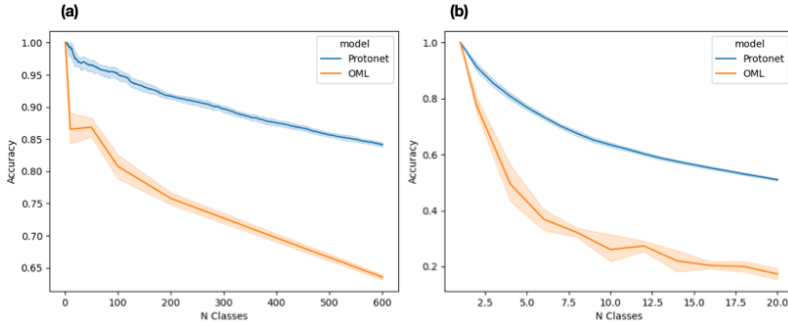 (a)
1.00
0.95
0.90
0.85
0.80
0.75
0.70
0.65
Accuracy
0
100
200
300
400
500
600
N Classes
model
Protonet
OML
(b)
1.0
0.8
0.6
0.4
0.2
Accuracy
2.5
5.0
7.5
10.0
12.5
15.0
17.5
20.0
N Classes
model
Protonet
OML